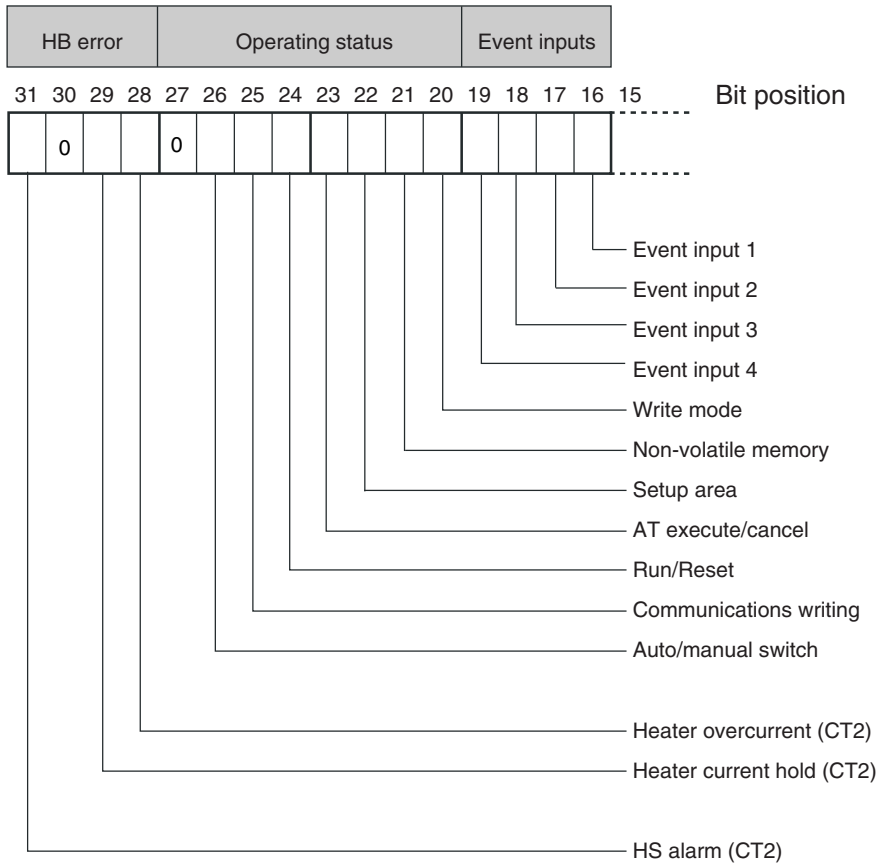 HB error Operating status Event inputs
31 30 29 28 27 26 25 24 23 22 21 20 19 18 17 16 15 Bit position
0 0
Event input 1
Event input 2
Event input 3
Event input 4
Write mode
Non-volatile memory
Setup area
AT execute/cancel
Run/Reset
Communications writing
Auto/manual switch
Heater overcurrent (CT2)
Heater current hold (CT2)
HS alarm (CT2)